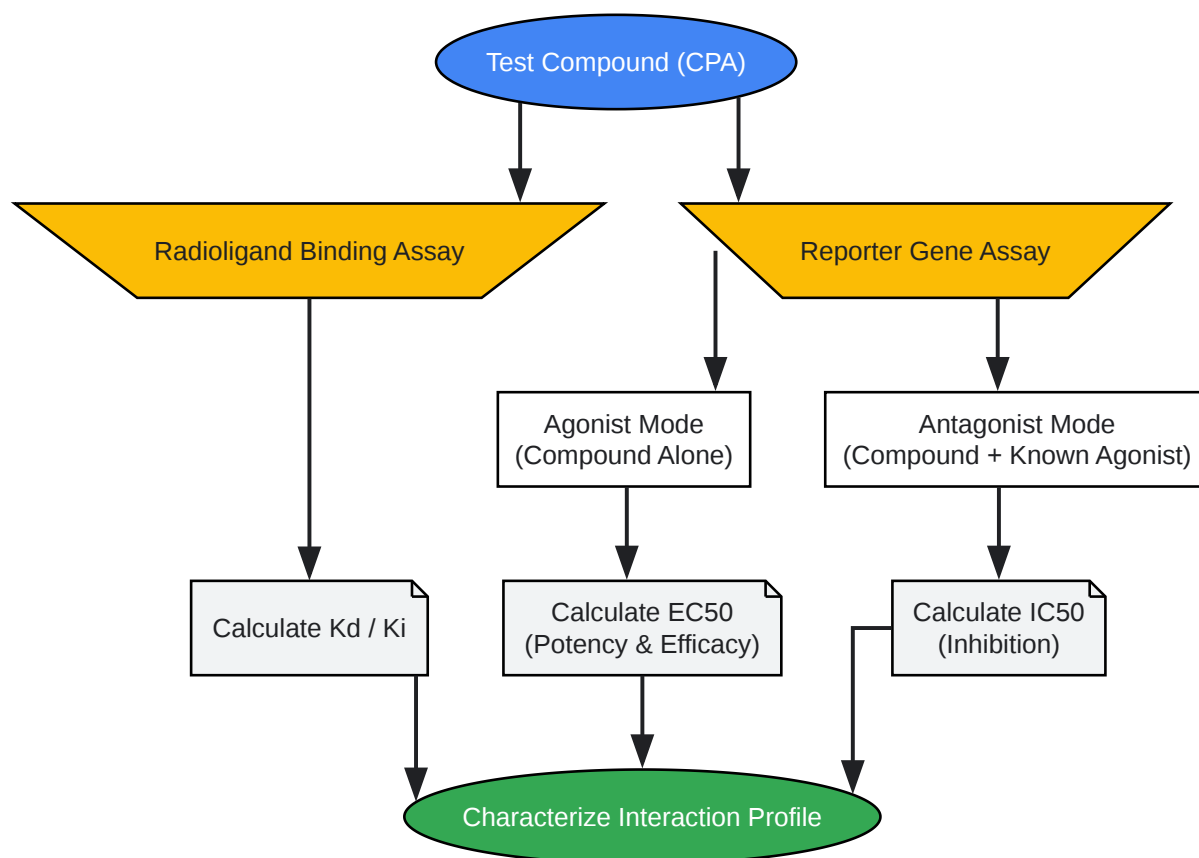 Test Compound (CPA)
Radioligand Binding Assay
Reporter Gene Assay
Agonist Mode
(Compound Alone)
Antagonist Mode
(Compound + Known Agonist)
Calculate Kd / Ki
Calculate EC50
(Potency & Efficacy)
Calculate IC50
(Inhibition)
Characterize Interaction Profile